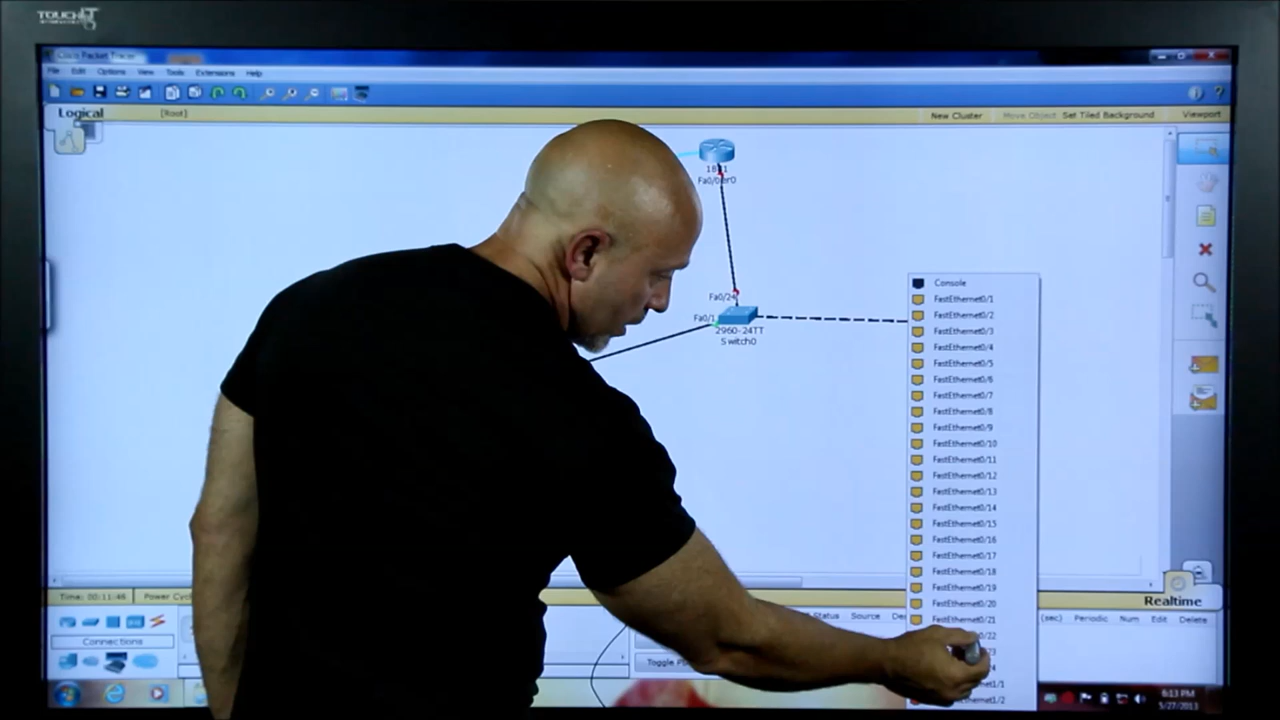 TOUCHIT
Cisco Packet Tracer
File Edit Options View Tools Extensions Help
Logical
[Root]
New Cluster
Move Object
Set Tiled Background
Viewport
Fa0/24
Fa0/1
2960-24TT
Switch0
Console
FastEthernet0/1
FastEthernet0/2
FastEthernet0/3
FastEthernet0/4
FastEthernet0/5
FastEthernet0/6
FastEthernet0/7
FastEthernet0/8
FastEthernet0/9
FastEthernet0/10
FastEthernet0/11
FastEthernet0/12
FastEthernet0/13
FastEthernet0/14
FastEthernet0/15
FastEthernet0/16
FastEthernet0/17
FastEthernet0/18
FastEthernet0/19
FastEthernet0/20
FastEthernet0/21
0/22
Time: 00:11:46
Power Cyc
Realtime
Connections
Status
Source
(sec)
Periodic
Num
Edit
Delete
Toggle
6:13 PM
5/27/2013